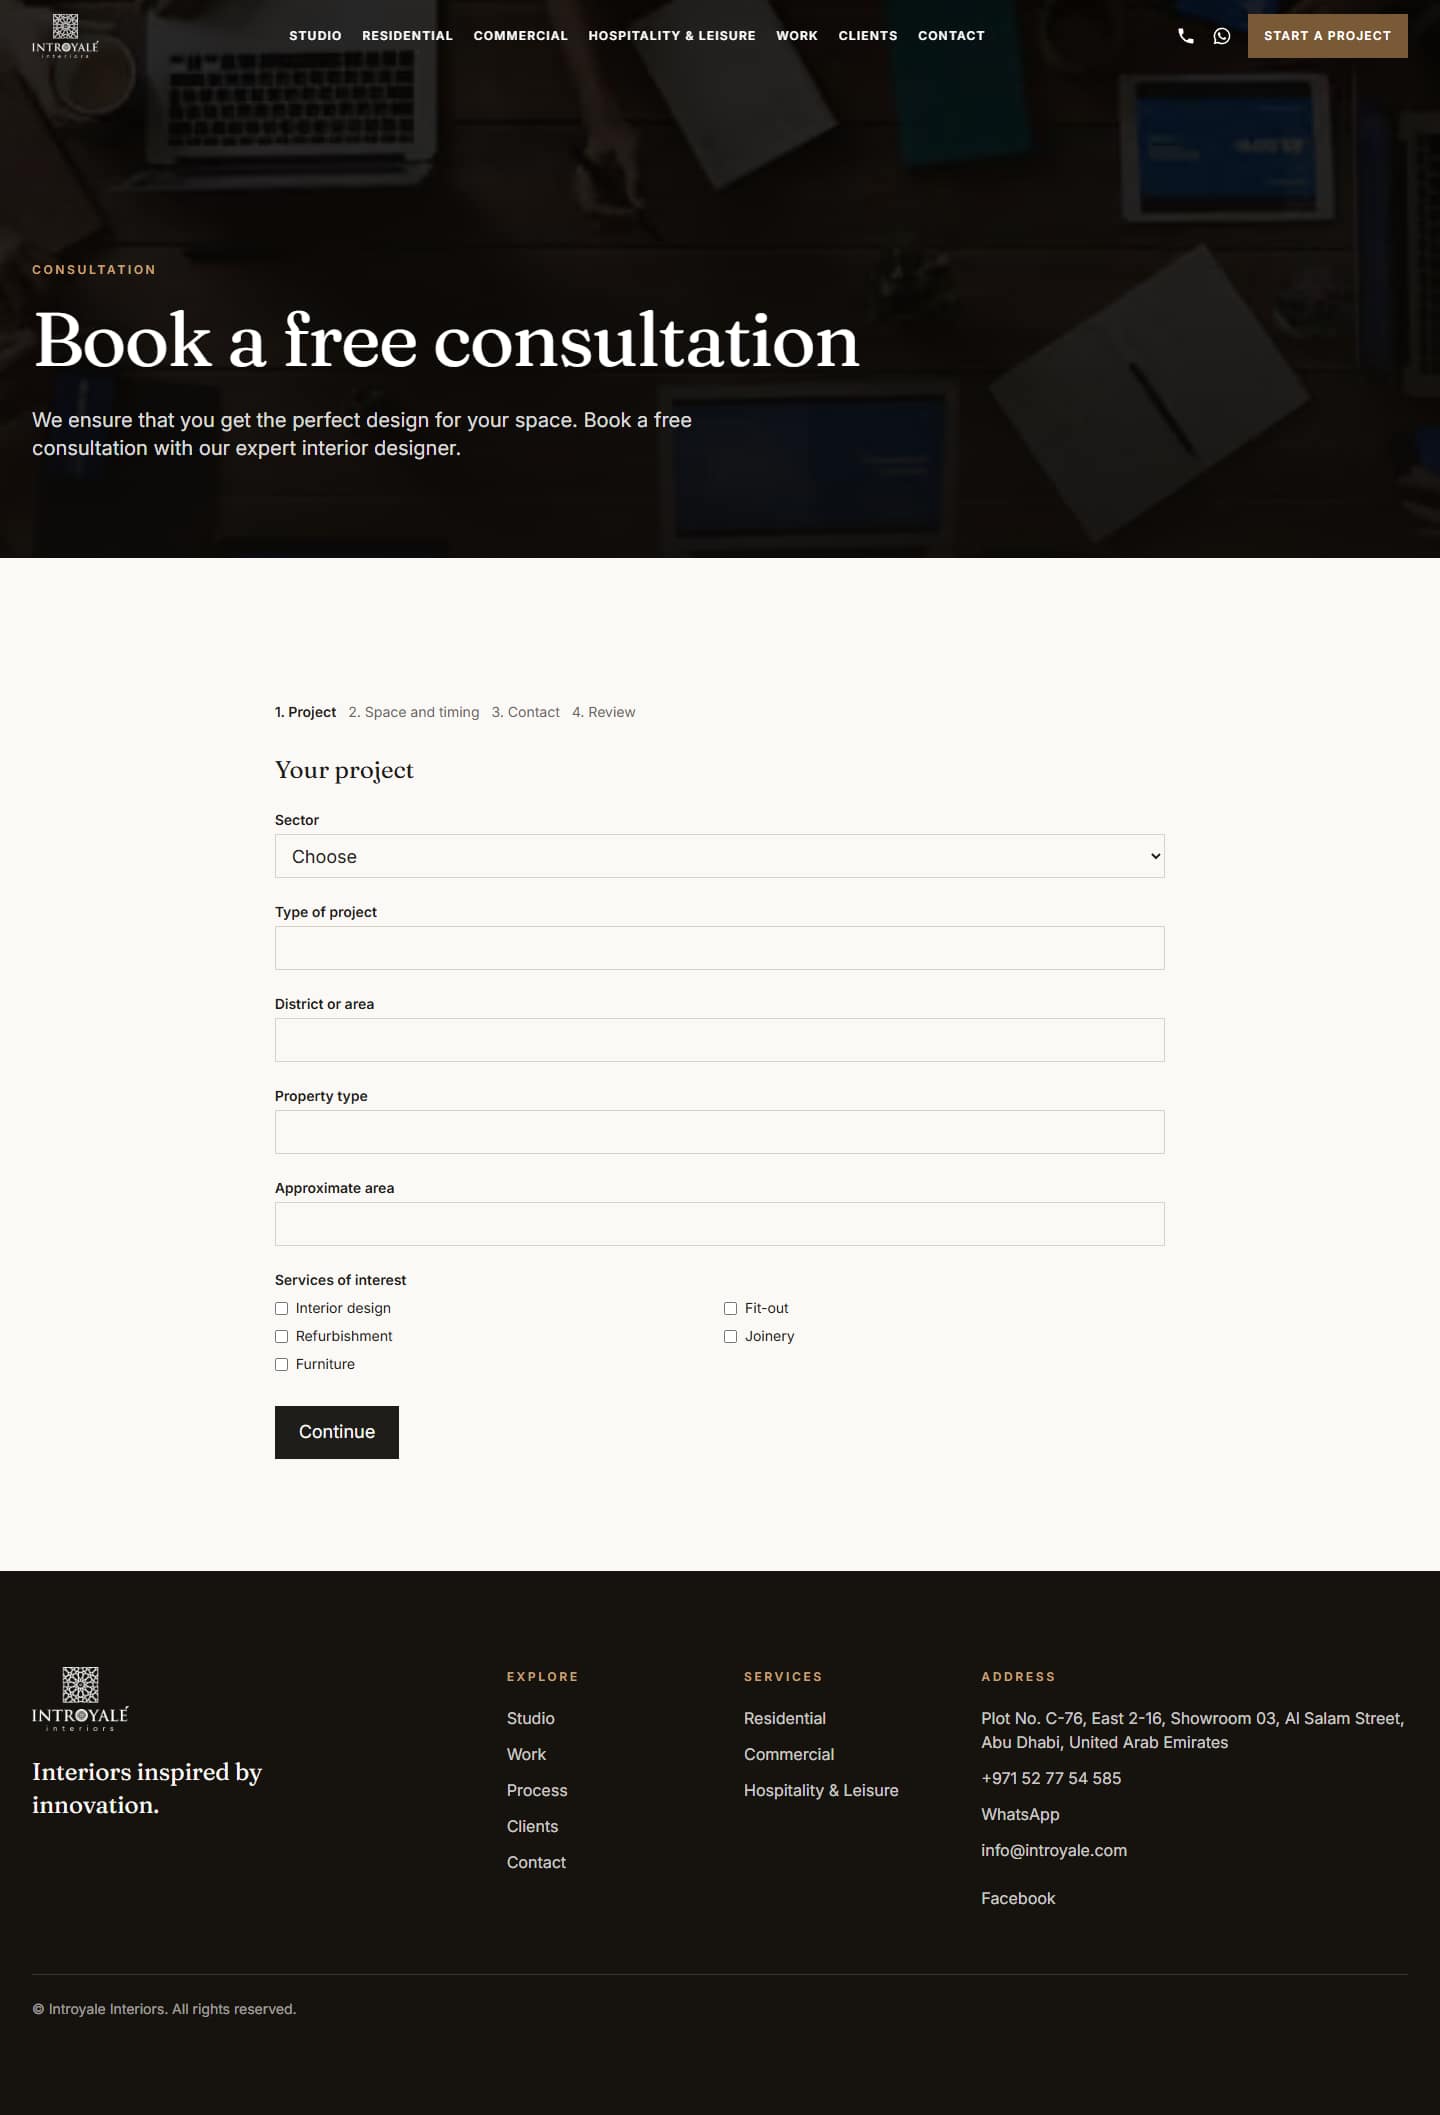 INTROYALÉ
interiors
STUDIO RESIDENTIAL COMMERCIAL HOSPITALITY & LEISURE WORK CLIENTS CONTACT
START A PROJECT
CONSULTATION
Book a free consultation
We ensure that you get the perfect design for your space. Book a free
consultation with our expert interior designer.
1. Project 2. Space and timing 3. Contact 4. Review
Your project
Sector
Choose
Type of project
District or area
Property type
Approximate area
Services of interest
Interior design Fit-out
Refurbishment Joinery
Furniture
Continue
INTROYALÉ
interiors
Interiors inspired by
innovation.
EXPLORE
Studio
Work
Process
Clients
Contact
SERVICES
Residential
Commercial
Hospitality & Leisure
ADDRESS
Plot No. C-76, East 2-16, Showroom 03, Al Salam Street,
Abu Dhabi, United Arab Emirates
+971 52 77 54 585
WhatsApp
info@introyale.com
Facebook
© Introyale Interiors. All rights reserved.